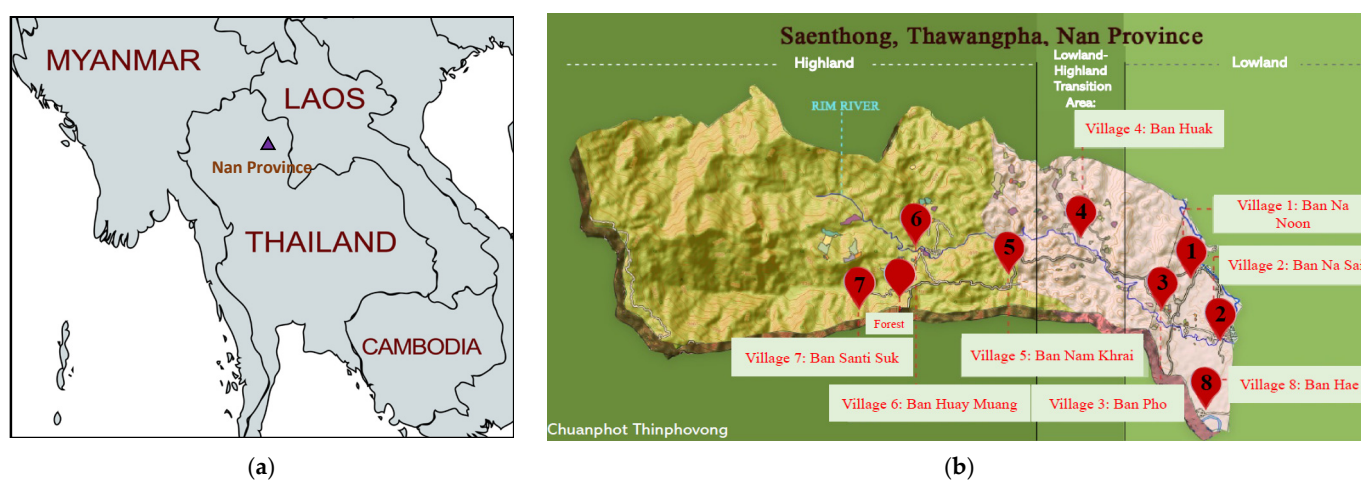 MYANMAR
LAOS
Nan Province
THAILAND
CAMBODIA
(a)
Saenthong, Thawangpha, Nan Province
Highland
Lowland-
Highland
Transition
Area:
Lowland
RIM RIVER
Village 4: Ban Huak
Village 1: Ban Na
Noon
Village 2: Ban Na Sai
6
4
5
1
7
3
2
8
Forest
Village 7: Ban Santi Suk
Village 5: Ban Nam Khrai
Village 8: Ban Hae
Village 6: Ban Huay Muang
Village 3: Ban Pho
Chuanphot Thinphovong
(b)